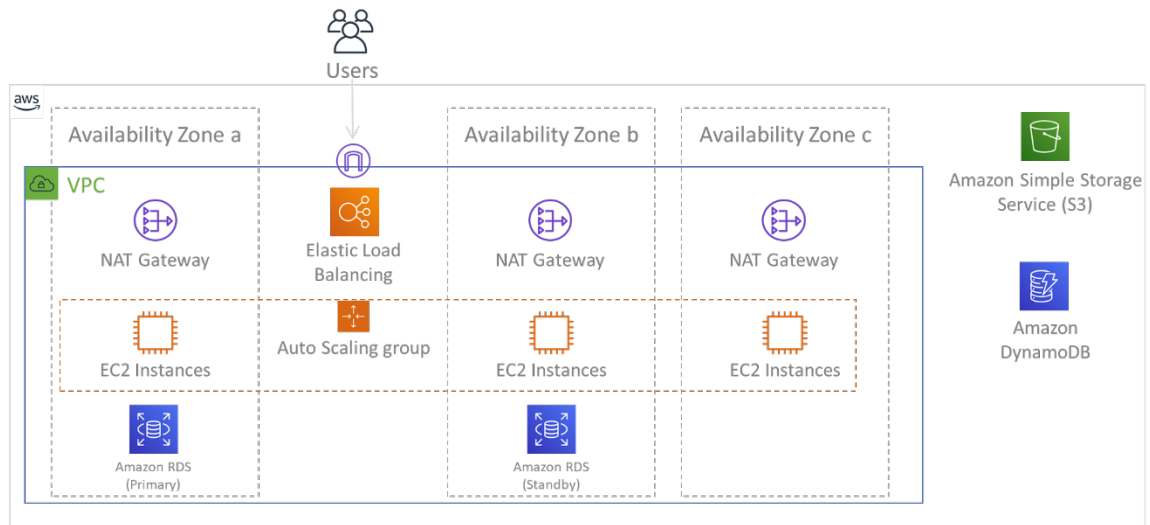 Users
aws
Availability Zone a
Availability Zone b
Availability Zone c
VPC
Amazon Simple Storage
Service (S3)
NAT Gateway
Elastic Load
Balancing
NAT Gateway
NAT Gateway
Auto Scaling group
Amazon
DynamoDB
EC2 Instances
EC2 Instances
EC2 Instances
Amazon RDS
(Primary)
Amazon RDS
(Standby)